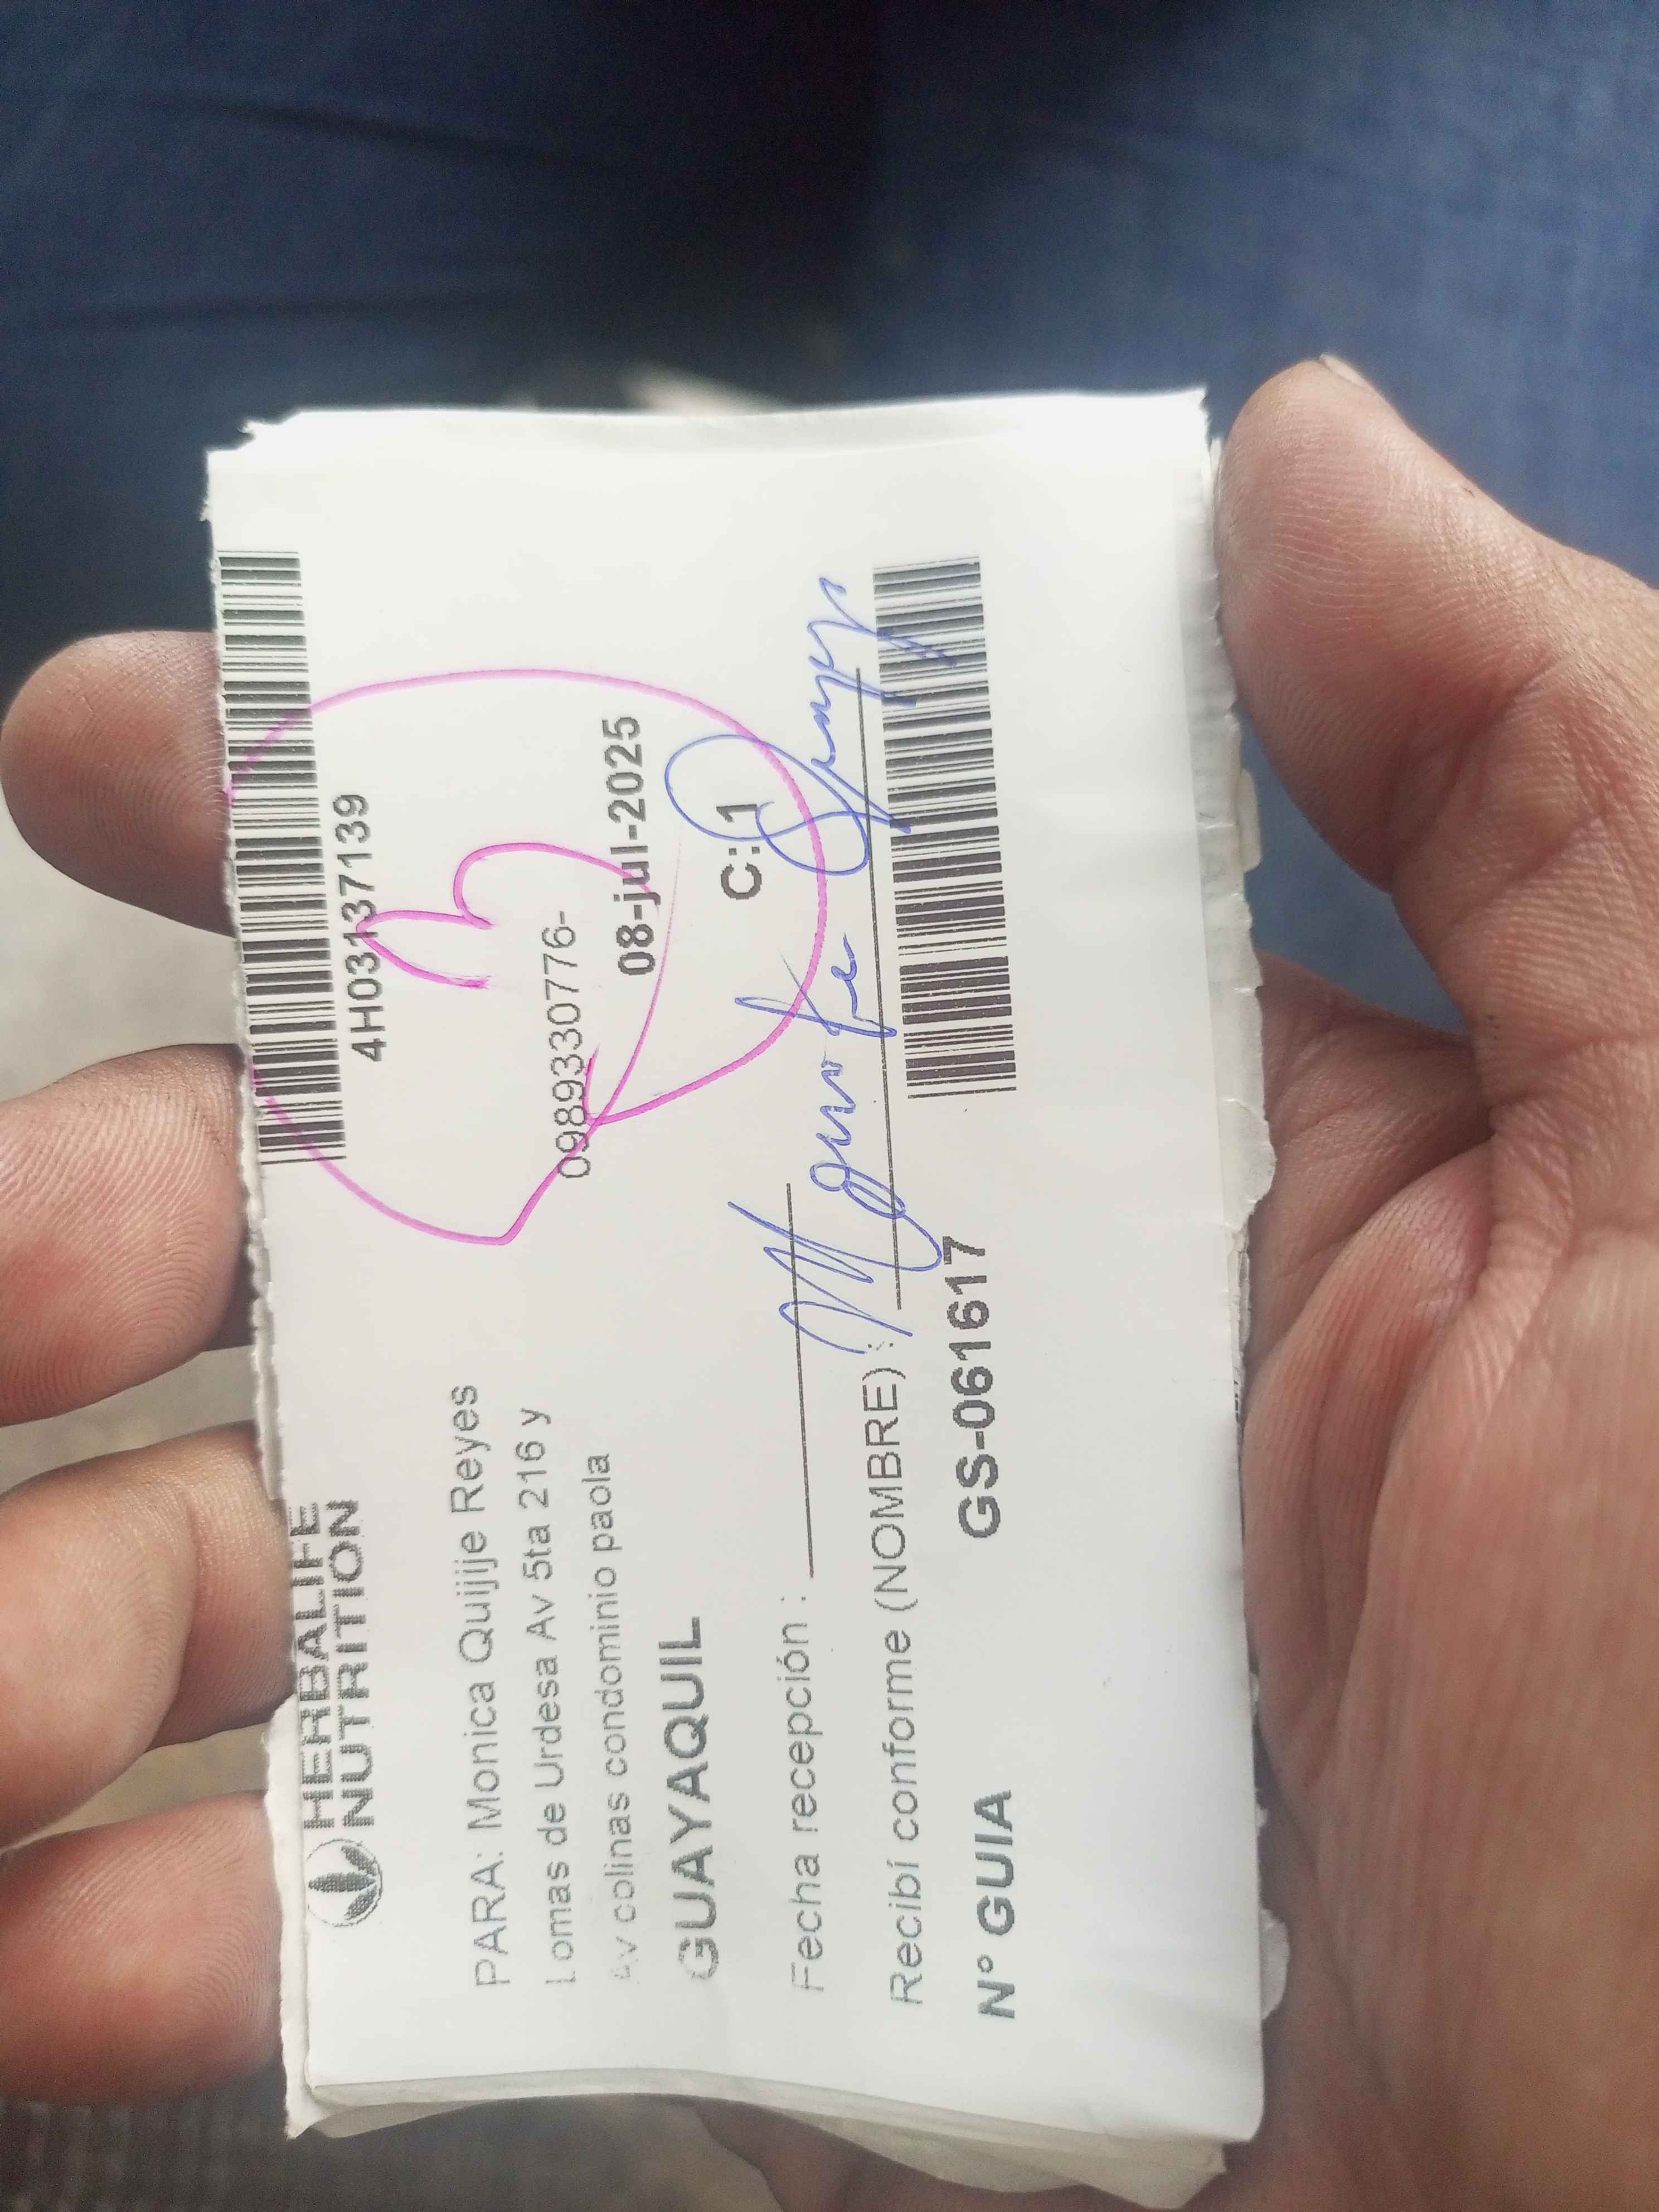 HERBALIFE
NUTRITION
4H03137139
PARA: Monica Quijije Reyes
Lomas de Urdesa Av 5ta 216 y
0989330776-
Av colinas condominio paola
08-jul-2025
GUAYAQUIL
C:1
Fecha recepción :
Recibí conforme (NOMBRE) :
N° GUIA
GS-061617